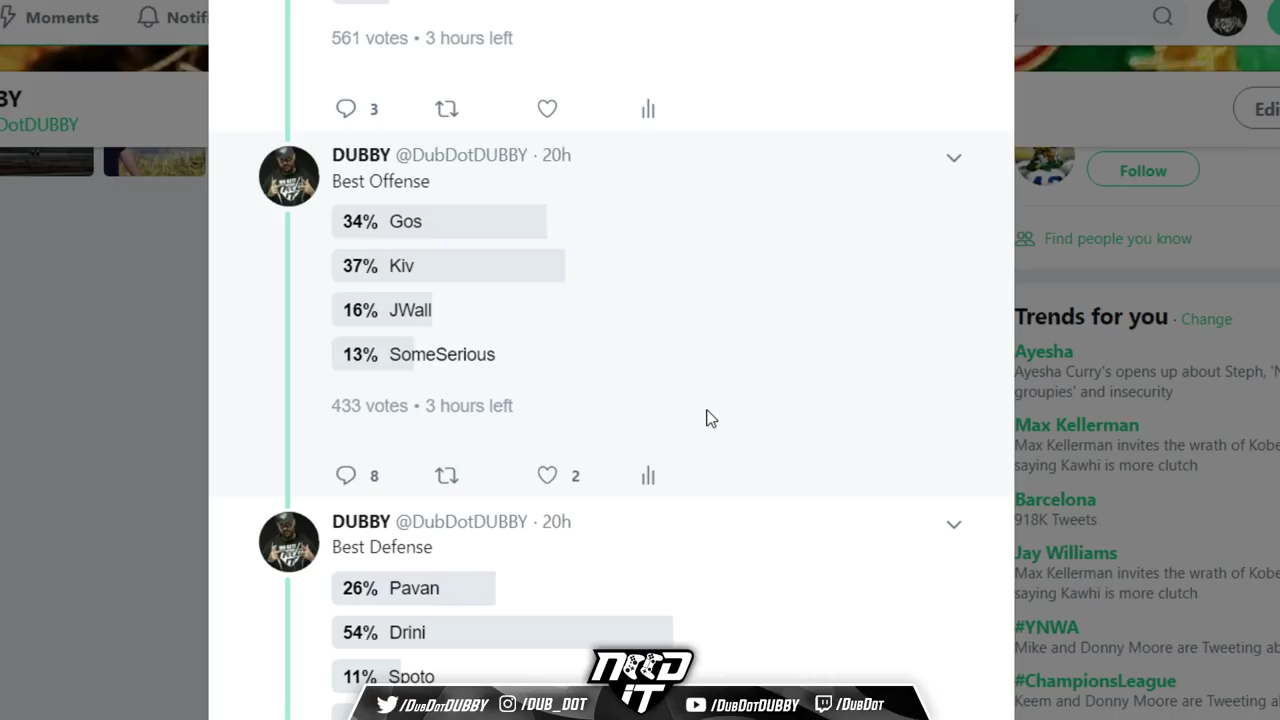 Moments
Notif
BY
DotDUBBY
561 votes • 3 hours left
3
DUBBY @DubDotDUBBY · 20h
Best Offense
34% Gos
37% Kiv
16% JWall
13% SomeSerious
433 votes • 3 hours left
8
2
DUBBY @DubDotDUBBY · 20h
Best Defense
26% Pavan
54% Drini
11% Spoto
Edi
Follow
Find people you know
Trends for you · Change
Ayesha
Ayesha Curry's opens up about Steph, 'N
groupies' and insecurity
Max Kellerman
Max Kellerman invites the wrath of Kobe
saying Kawhi is more clutch
Barcelona
918K Tweets
Jay Williams
Max Kellerman invites the wrath of Kobe
saying Kawhi is more clutch
#YNWA
Mike and Donny Moore are Tweeting ab
#ChampionsLeague
Keem and Donny Moore are Tweeting a
NEED
IT
/DubDotDUBBY
/DUB_DOT
/DubDotDUBBY
/DubDot